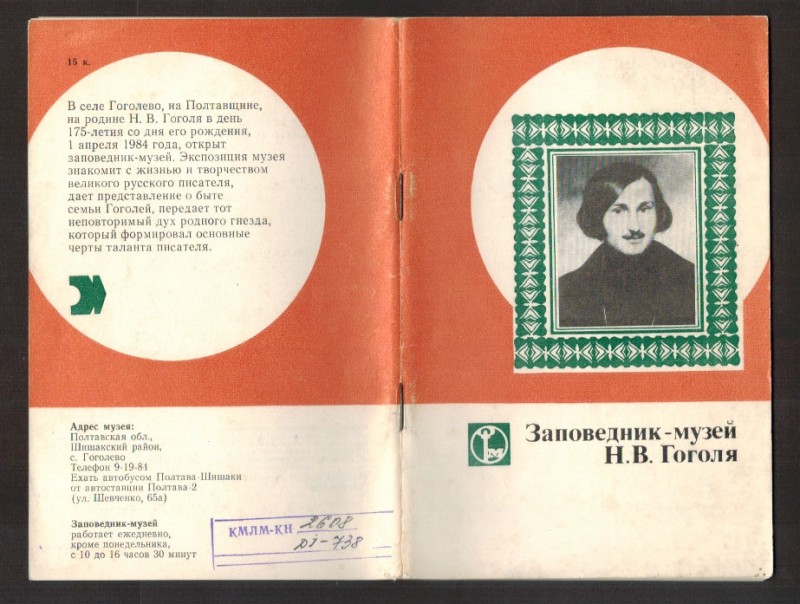 15 к.
В селе Гоголево, на Полтавщине,
на родине Н. В. Гоголя в день
175-летия со дня его рождения,
1 апреля 1984 года, открыт
заповедник-музей. Экспозиция музея
знакомит с жизнью и творчеством
великого русского писателя,
дает представление о быте
семьи Гоголей, передает тот
неповторимый дух родного гнезда,
который формировал основные
черты таланта писателя.
Адрес музея:
Полтавская обл.,
Шишакский район,
с. Гоголево
Телефон 9-19-84
Ехать автобусом Полтава-Шишаки
от автостанции Полтава-2
(ул. Шевченко, 65а)
Заповедник-музей
работает ежедневно,
кроме понедельника,
с 10 до 16 часов 30 минут
КМЛМ-КН 2608
DI-738
Заповедник-музей
Н.В. Гоголя